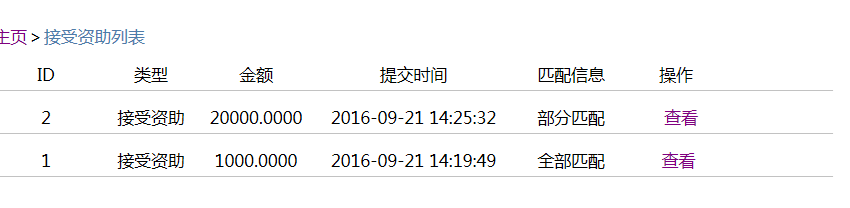 主页 > 接受资助列表
ID 类型 金额 提交时间 匹配信息 操作
2 接受资助 20000.0000 2016-09-21 14:25:32 部分匹配 查看
1 接受资助 1000.0000 2016-09-21 14:19:49 全部匹配 查看